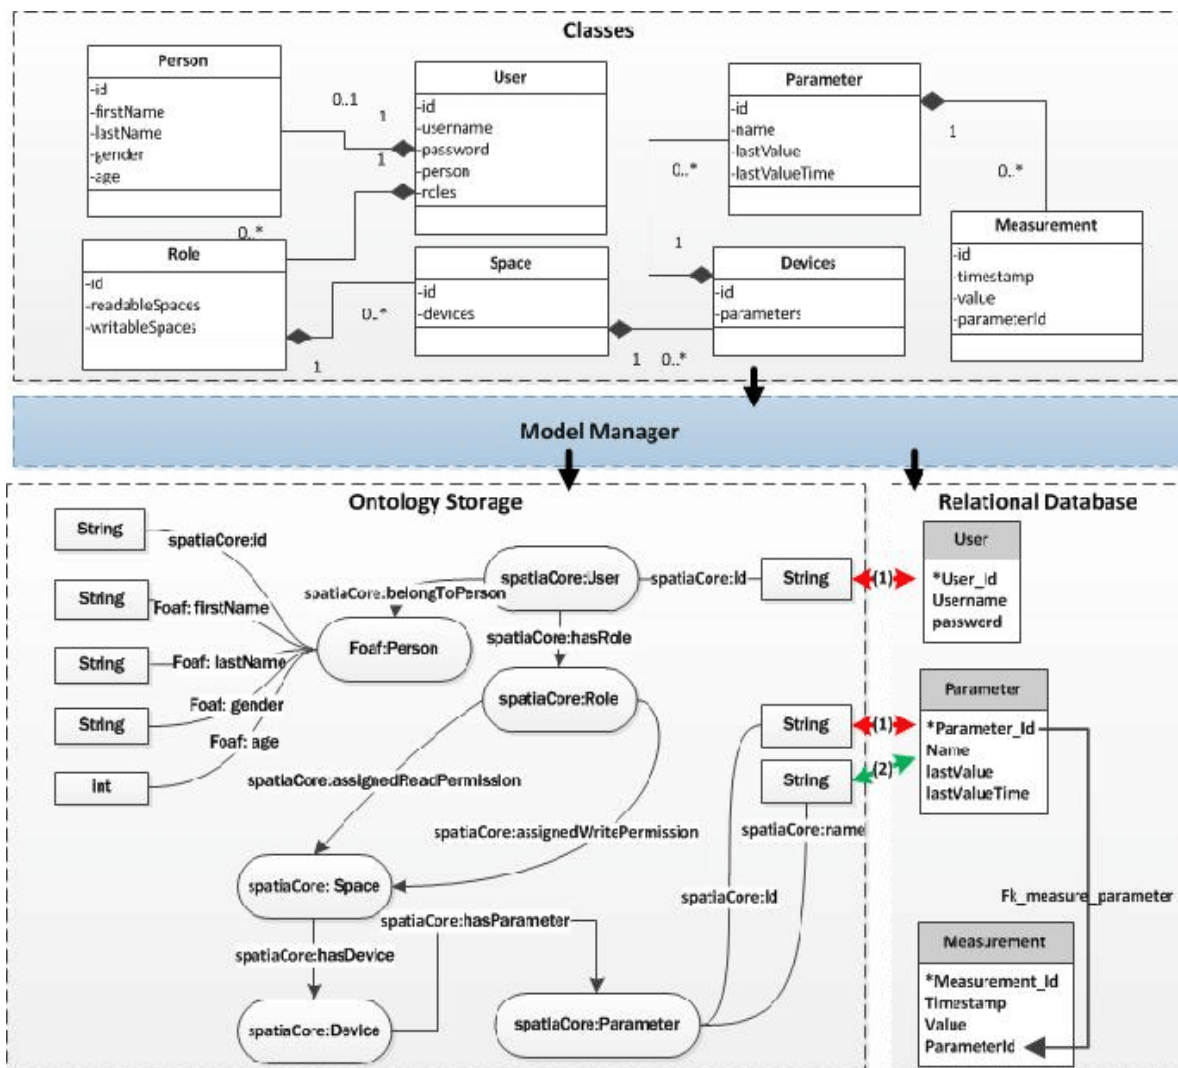 Classes
Person
-id
-firstName
-lastName
-gender
-age
0..1
1
1
User
-id
-username
-password
-person
-roles
Parameter
-id
-name
-lastValue
-lastValueTime
1
0..*
0..*
Measurement
-id
-timestamp
-value
-parameterId
0..*
Role
-id
-readableSpaces
-writableSpaces
0..*
1
Space
-id
-devices
1
Devices
-id
-parameters
1 0..*
Model Manager
Ontology Storage
String
spatiaCore:id
String
Foaf: firstName
String
Foaf: lastName
String
Foaf: gender
Foaf: age
int
spatiaCore:User
spatiaCore:Id
String
(1)
spatiaCore.belongToPerson
Foaf:Person
spatiaCore:hasRole
spatiaCore:Role
String
(1)
String
(2)
spatiaCore.assignedReadPermission
spatiaCore:assignedWritePermission
spatiaCore:name
spatiaCore: Space
spatiaCore:Id
spatiaCore:hasParameter
spatiaCore:hasDevice
spatiaCore:Device
spatiaCore:Parameter
Relational Database
User
*User_Id
Username
password
Parameter
*Parameter_Id
Name
lastValue
lastValueTime
Fk_measure_parameter
Measurement
*Measurement_Id
Timestamp
Value
ParameterId